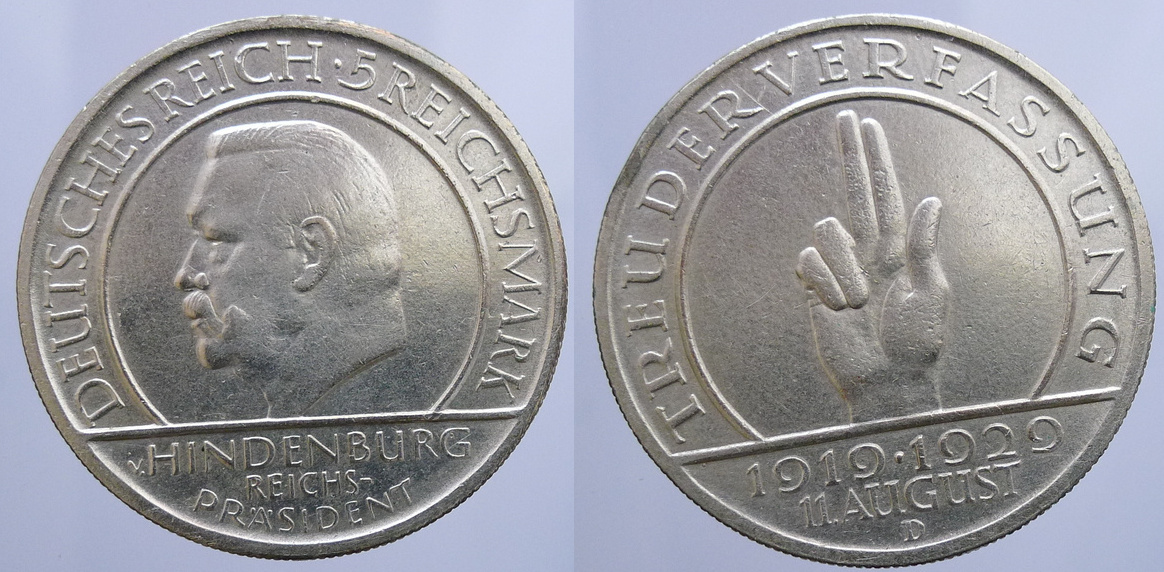 DEUTSCHES REICH · 5 REICHSMARK
v. HINDENBURG
REICHS-
PRÄSIDENT
TREU DER VERFASSUNG
1919·1929
11. AUGUST
D